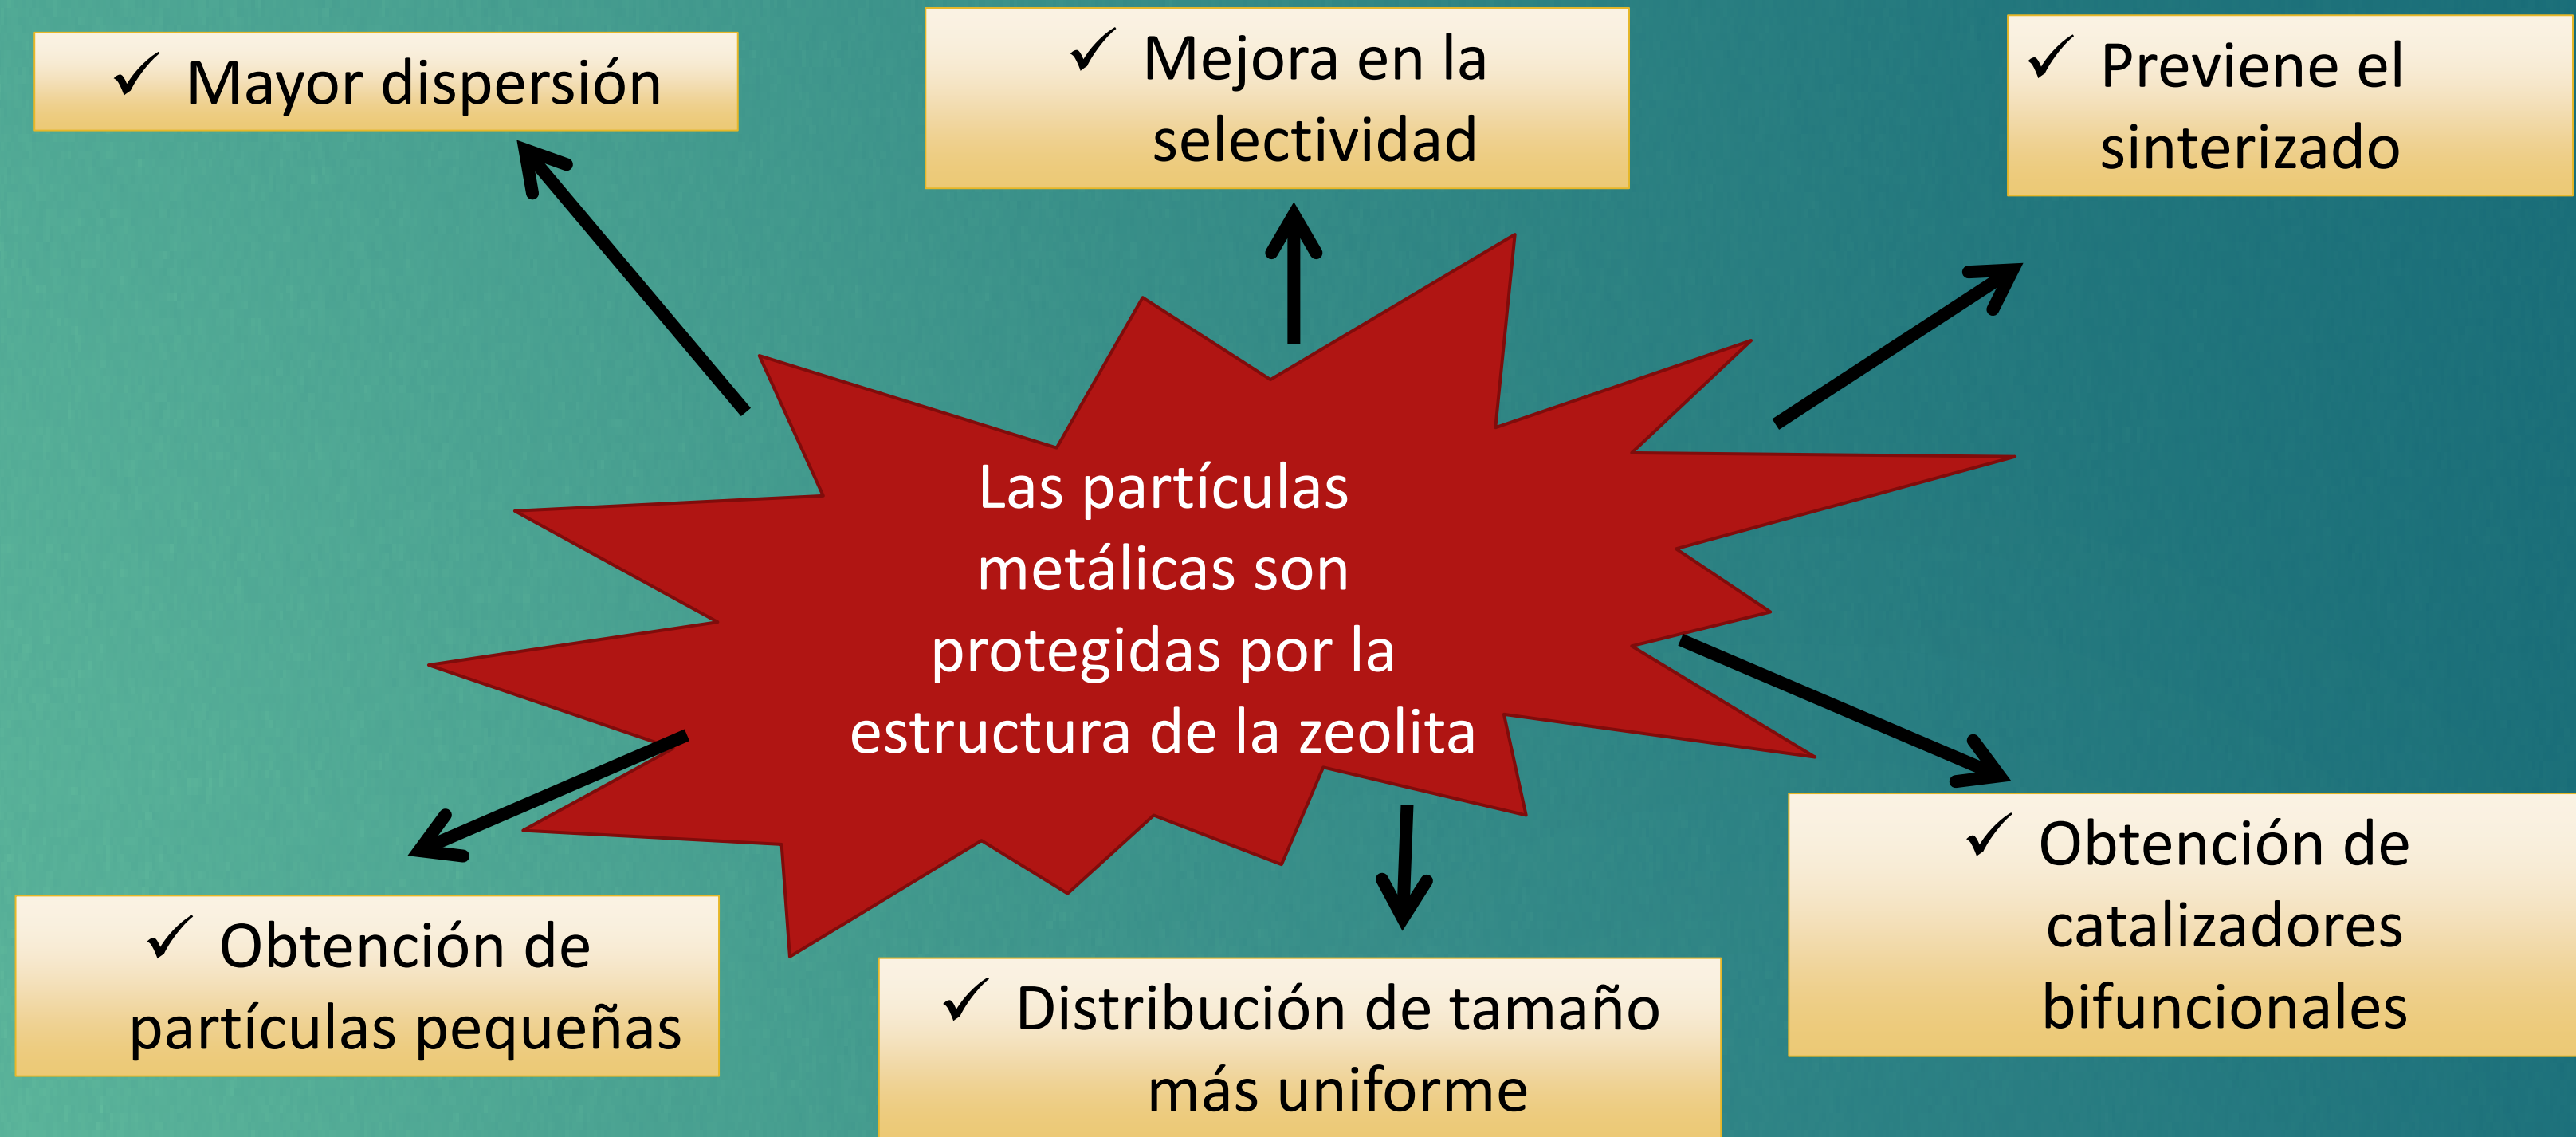 ✓ Mayor dispersión
✓ Mejora en la
selectividad
✓ Previene el
sinterizado
Las partículas
metálicas son
protegidas por la
estructura de la zeolita
✓ Obtención de
partículas pequeñas
✓ Distribución de tamaño
más uniforme
✓ Obtención de
catalizadores
bifuncionales